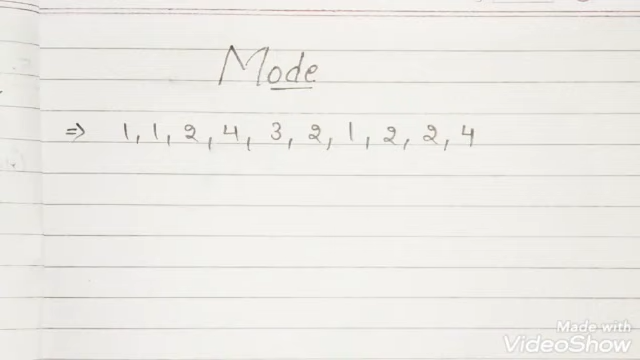 Mode
⇒ 1, 1, 2, 4, 3, 2, 1, 2, 2, 4
Made with
VideoShow